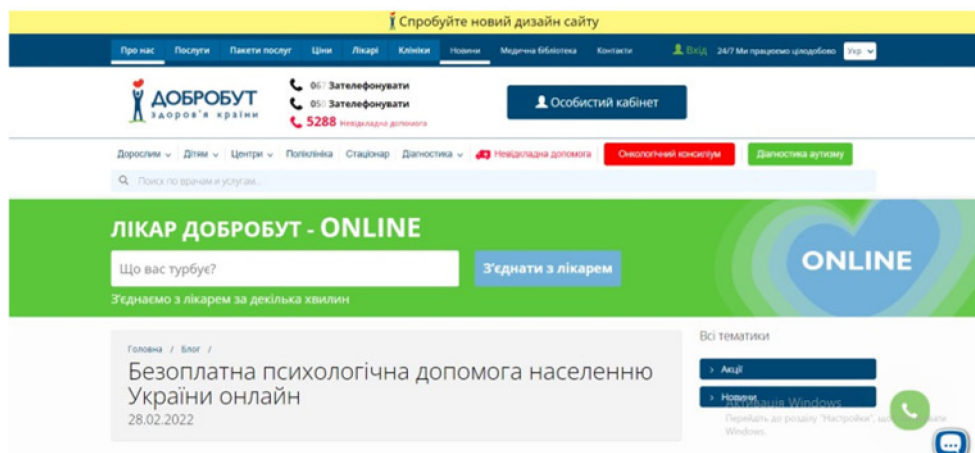 Спробуйте новий дизайн сайту
Про нас Послуги Пакети послуг Ціни Лікарі Клініки Новини Медична бібліотека Контакти Вхід 24/7 Ми працюємо цілодобово Укр
ДОБРОБУТ
здоров'я країни
067 Зателефонувати
050 Зателефонувати
5288 Невідкладна допомога
Особистий кабінет
Дорослим Дітям Центри Поліклініка Стаціонар Діагностика Невідкладна допомога Онкологічний консиліум Діагностика аутизму
Поиск по врачам и услугам...
ЛІКАР ДОБРОБУТ - ONLINE
Що вас турбує?
З'єднати з лікарем
ONLINE
З'єднаємо з лікарем за декілька хвилин
Головна / Блог /
Безоплатна психологічна допомога населенню
України онлайн
28.02.2022
Всі тематики
> Акції
> Новини
Активація Windows
Перейдіть до розділу "Настройки", що
Windows.